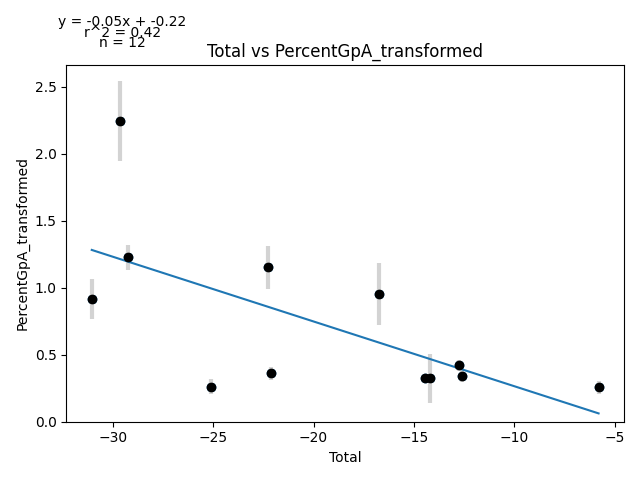 y = -0.05x + -0.22
r^2 = 0.42
n = 12
Total vs PercentGpA_transformed
PercentGpA_transformed
2.5
2.0
1.5
1.0
0.5
0.0
−30
−25
−20
−15
−10
−5
Total